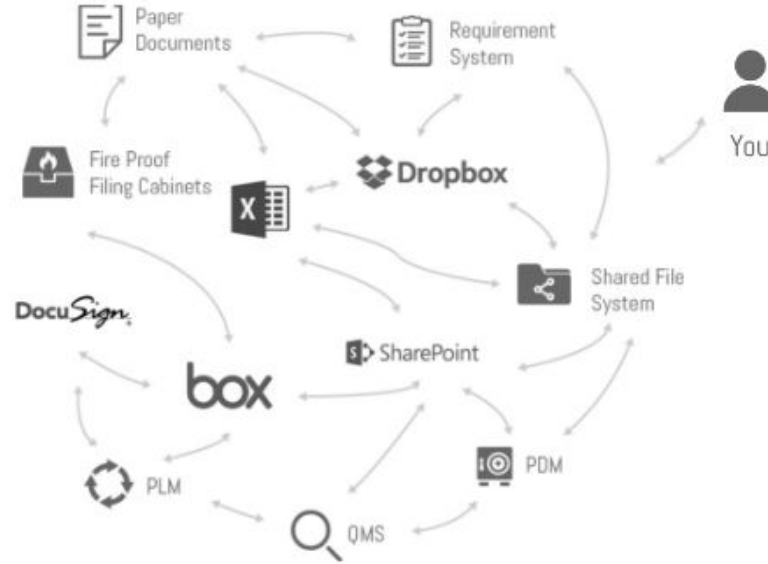 Paper
Documents
Requirement
System
You
Fire Proof
Filing Cabinets
X
Dropbox
Shared File
System
DocuSign
S
SharePoint
box
PDM
PLM
QMS